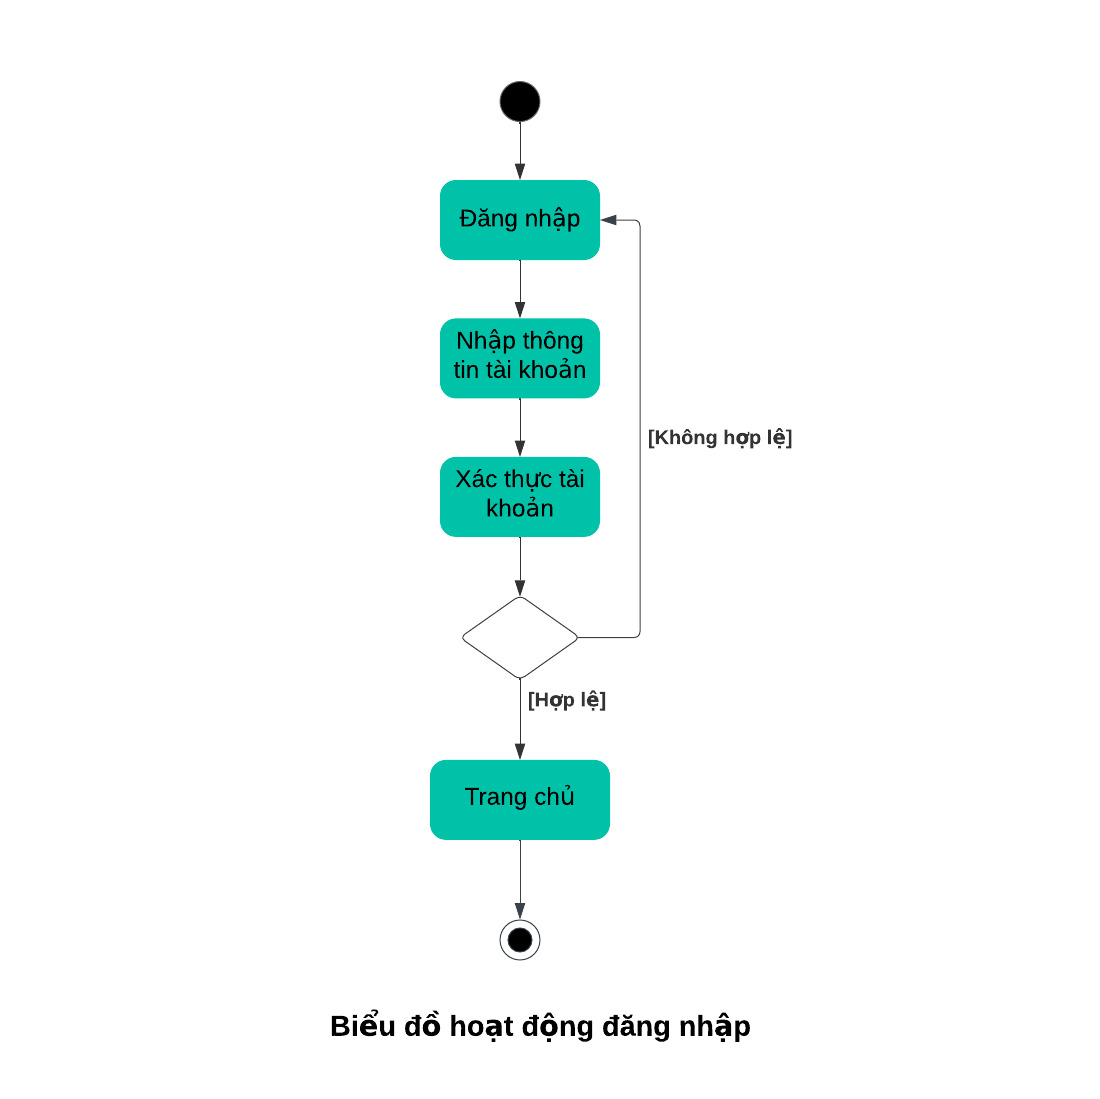 Đăng nhập
Nhập thông
tin tài khoản
[Không hợp lệ]
Xác thực tài
khoản
[Hợp lệ]
Trang chủ
Biểu đồ hoạt động đăng nhập